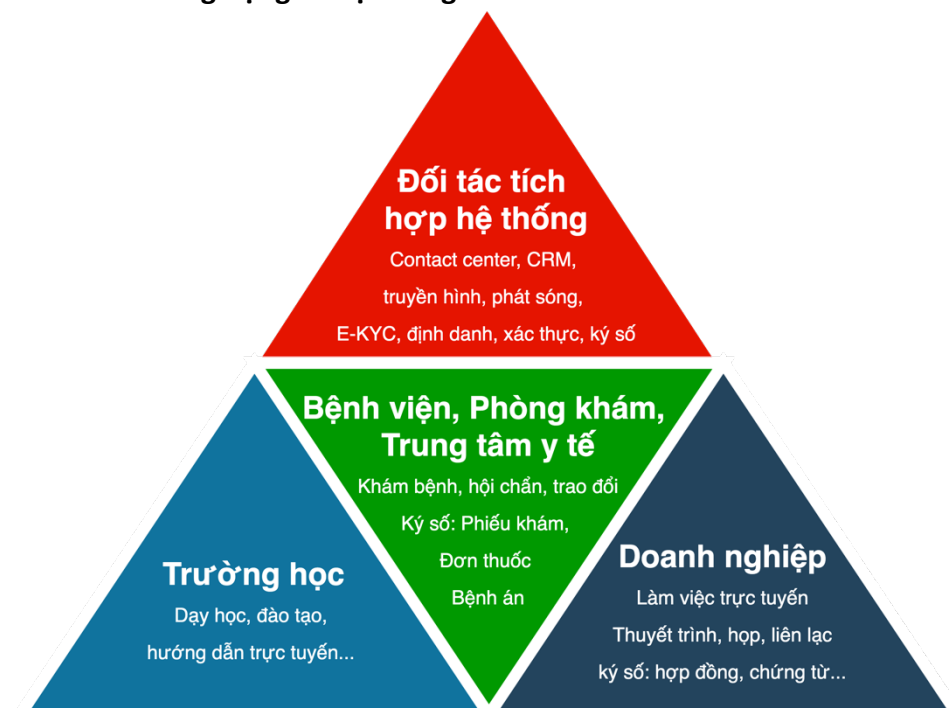 Đối tác tích
hợp hệ thống
Contact center, CRM,
truyền hình, phát sóng,
E-KYC, định danh, xác thực, ký số
Bệnh viện, Phòng khám,
Trung tâm y tế
Khám bệnh, hội chẩn, trao đổi
Ký số: Phiếu khám,
Đơn thuốc
Bệnh án
Trường học
Dạy học, đào tạo,
hướng dẫn trực tuyến...
Doanh nghiệp
Làm việc trực tuyến
Thuyết trình, họp, liên lạc
ký số: hợp đồng, chứng từ...